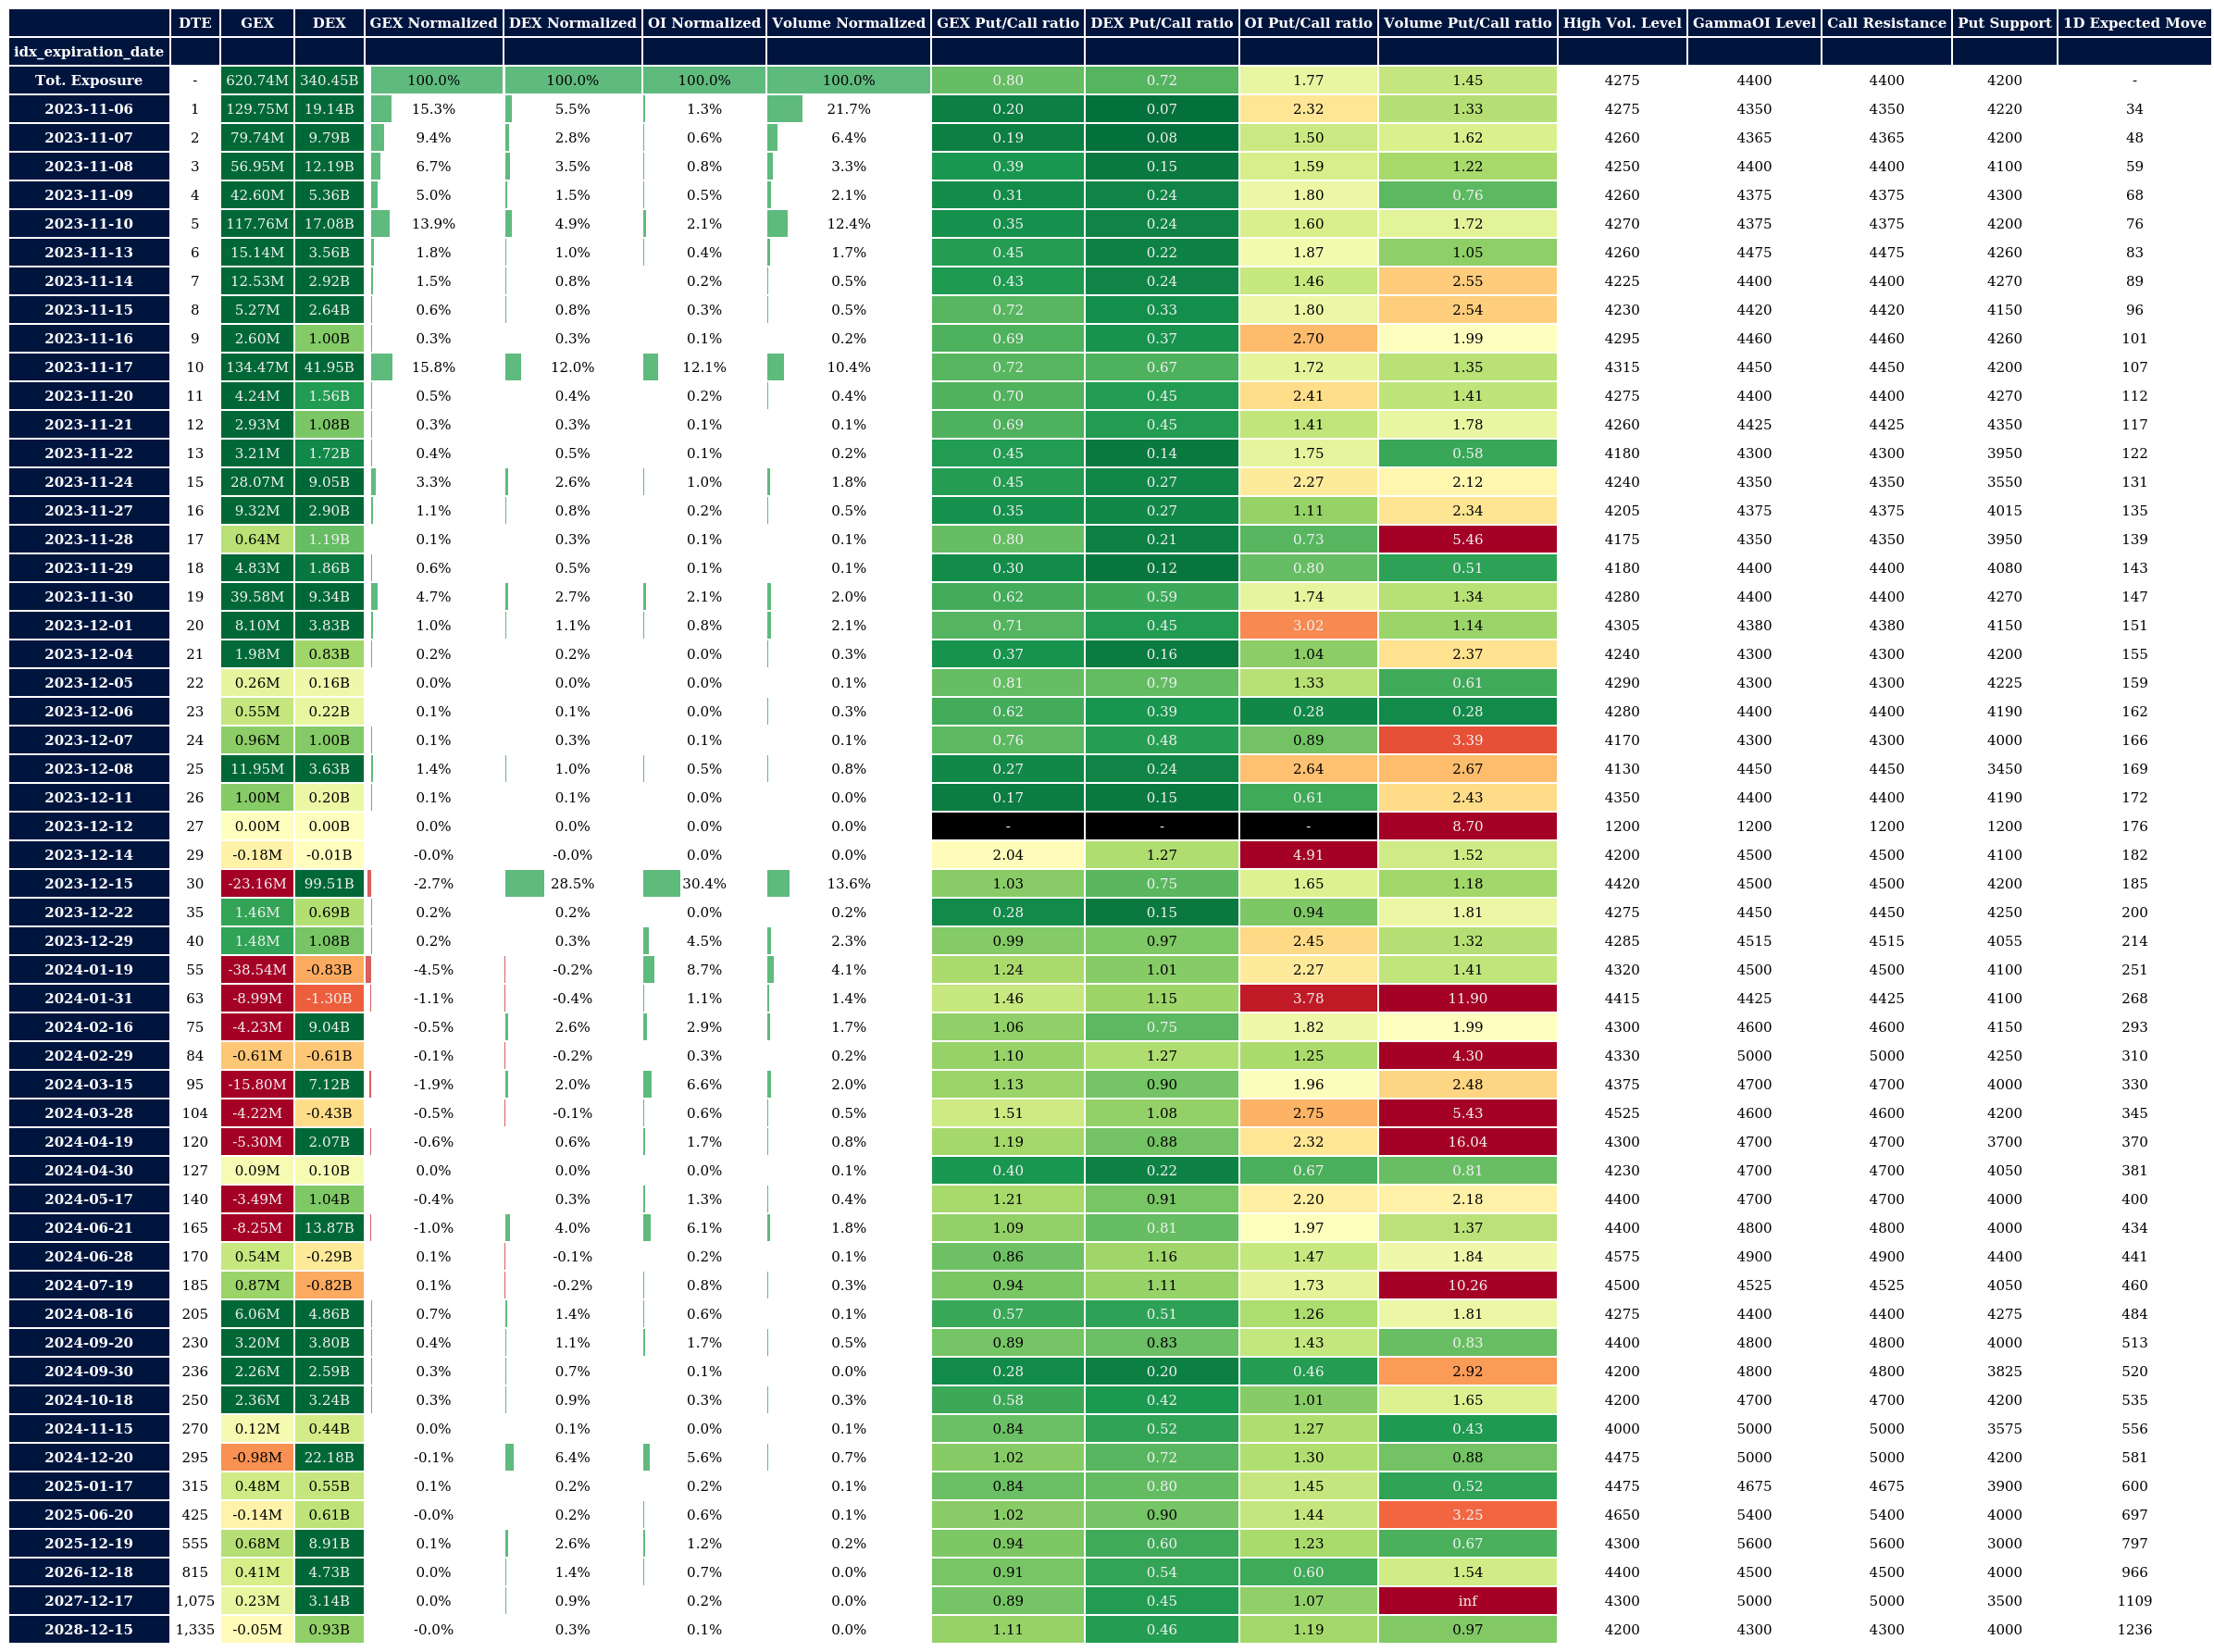 DTE GEX DEX GEX Normalized DEX Normalized OI Normalized Volume Normalized GEX Put/Call ratio DEX Put/Call ratio OI Put/Call ratio Volume Put/Call ratio High Vol. Level GammaOI Level Call Resistance Put Support 1D Expected Move
idx_expiration_date
Tot. Exposure - 620.74M 340.45B 100.0% 100.0% 100.0% 100.0% 0.80 0.72 1.77 1.45 4275 4400 4400 4200 -
2023-11-06 1 129.75M 19.14B 15.3% 5.5% 1.3% 21.7% 0.20 0.07 2.32 1.33 4275 4350 4350 4220 34
2023-11-07 2 79.74M 9.79B 9.4% 2.8% 0.6% 6.4% 0.19 0.08 1.50 1.62 4260 4365 4365 4200 48
2023-11-08 3 56.95M 12.19B 6.7% 3.5% 0.8% 3.3% 0.39 0.15 1.59 1.22 4250 4400 4400 4100 59
2023-11-09 4 42.60M 5.36B 5.0% 1.5% 0.5% 2.1% 0.31 0.24 1.80 0.76 4260 4375 4375 4300 68
2023-11-10 5 117.76M 17.08B 13.9% 4.9% 2.1% 12.4% 0.35 0.24 1.60 1.72 4270 4375 4375 4200 76
2023-11-13 6 15.14M 3.56B 1.8% 1.0% 0.4% 1.7% 0.45 0.22 1.87 1.05 4260 4475 4475 4260 83
2023-11-14 7 12.53M 2.92B 1.5% 0.8% 0.2% 0.5% 0.43 0.24 1.46 2.55 4225 4400 4400 4270 89
2023-11-15 8 5.27M 2.64B 0.6% 0.8% 0.3% 0.5% 0.72 0.33 1.80 2.54 4230 4420 4420 4150 96
2023-11-16 9 2.60M 1.00B 0.3% 0.3% 0.1% 0.2% 0.69 0.37 2.70 1.99 4295 4460 4460 4260 101
2023-11-17 10 134.47M 41.95B 15.8% 12.0% 12.1% 10.4% 0.72 0.67 1.72 1.35 4315 4450 4450 4200 107
2023-11-20 11 4.24M 1.56B 0.5% 0.4% 0.2% 0.4% 0.70 0.45 2.41 1.41 4275 4400 4400 4270 112
2023-11-21 12 2.93M 1.08B 0.3% 0.3% 0.1% 0.1% 0.69 0.45 1.41 1.78 4260 4425 4425 4350 117
2023-11-22 13 3.21M 1.72B 0.4% 0.5% 0.1% 0.2% 0.45 0.14 1.75 0.58 4180 4300 4300 3950 122
2023-11-24 15 28.07M 9.05B 3.3% 2.6% 1.0% 1.8% 0.45 0.27 2.27 2.12 4240 4350 4350 3550 131
2023-11-27 16 9.32M 2.90B 1.1% 0.8% 0.2% 0.5% 0.35 0.27 1.11 2.34 4205 4375 4375 4015 135
2023-11-28 17 0.64M 1.19B 0.1% 0.3% 0.1% 0.1% 0.80 0.21 0.73 5.46 4175 4350 4350 3950 139
2023-11-29 18 4.83M 1.86B 0.6% 0.5% 0.1% 0.1% 0.30 0.12 0.80 0.51 4180 4400 4400 4080 143
2023-11-30 19 39.58M 9.34B 4.7% 2.7% 2.1% 2.0% 0.62 0.59 1.74 1.34 4280 4400 4400 4270 147
2023-12-01 20 8.10M 3.83B 1.0% 1.1% 0.8% 2.1% 0.71 0.45 3.02 1.14 4305 4380 4380 4150 151
2023-12-04 21 1.98M 0.83B 0.2% 0.2% 0.0% 0.3% 0.37 0.16 1.04 2.37 4240 4300 4300 4200 155
2023-12-05 22 0.26M 0.16B 0.0% 0.0% 0.0% 0.1% 0.81 0.79 1.33 0.61 4290 4300 4300 4225 159
2023-12-06 23 0.55M 0.22B 0.1% 0.1% 0.0% 0.3% 0.62 0.39 0.28 0.28 4280 4400 4400 4190 162
2023-12-07 24 0.96M 1.00B 0.1% 0.3% 0.1% 0.1% 0.76 0.48 0.89 3.39 4170 4300 4300 4000 166
2023-12-08 25 11.95M 3.63B 1.4% 1.0% 0.5% 0.8% 0.27 0.24 2.64 2.67 4130 4450 4450 3450 169
2023-12-11 26 1.00M 0.20B 0.1% 0.1% 0.0% 0.0% 0.17 0.15 0.61 2.43 4350 4400 4400 4190 172
2023-12-12 27 0.00M 0.00B 0.0% 0.0% 0.0% 0.0% - - - 8.70 1200 1200 1200 1200 176
2023-12-14 29 -0.18M -0.01B -0.0% -0.0% 0.0% 0.0% 2.04 1.27 4.91 1.52 4200 4500 4500 4100 182
2023-12-15 30 -23.16M 99.51B -2.7% 28.5% 30.4% 13.6% 1.03 0.75 1.65 1.18 4420 4500 4500 4200 185
2023-12-22 35 1.46M 0.69B 0.2% 0.2% 0.0% 0.2% 0.28 0.15 0.94 1.81 4275 4450 4450 4250 200
2023-12-29 40 1.48M 1.08B 0.2% 0.3% 4.5% 2.3% 0.99 0.97 2.45 1.32 4285 4515 4515 4055 214
2024-01-19 55 -38.54M -0.83B -4.5% -0.2% 8.7% 4.1% 1.24 1.01 2.27 1.41 4320 4500 4500 4100 251
2024-01-31 63 -8.99M -1.30B -1.1% -0.4% 1.1% 1.4% 1.46 1.15 3.78 11.90 4415 4425 4425 4100 268
2024-02-16 75 -4.23M 9.04B -0.5% 2.6% 2.9% 1.7% 1.06 0.75 1.82 1.99 4300 4600 4600 4150 293
2024-02-29 84 -0.61M -0.61B -0.1% -0.2% 0.3% 0.2% 1.10 1.27 1.25 4.30 4330 5000 5000 4250 310
2024-03-15 95 -15.80M 7.12B -1.9% 2.0% 6.6% 2.0% 1.13 0.90 1.96 2.48 4375 4700 4700 4000 330
2024-03-28 104 -4.22M -0.43B -0.5% -0.1% 0.6% 0.5% 1.51 1.08 2.75 5.43 4525 4600 4600 4200 345
2024-04-19 120 -5.30M 2.07B -0.6% 0.6% 1.7% 0.8% 1.19 0.88 2.32 16.04 4300 4700 4700 3700 370
2024-04-30 127 0.09M 0.10B 0.0% 0.0% 0.0% 0.1% 0.40 0.22 0.67 0.81 4230 4700 4700 4050 381
2024-05-17 140 -3.49M 1.04B -0.4% 0.3% 1.3% 0.4% 1.21 0.91 2.20 2.18 4400 4700 4700 4000 400
2024-06-21 165 -8.25M 13.87B -1.0% 4.0% 6.1% 1.8% 1.09 0.81 1.97 1.37 4400 4800 4800 4000 434
2024-06-28 170 0.54M -0.29B 0.1% -0.1% 0.2% 0.1% 0.86 1.16 1.47 1.84 4575 4900 4900 4400 441
2024-07-19 185 0.87M -0.82B 0.1% -0.2% 0.8% 0.3% 0.94 1.11 1.73 10.26 4500 4525 4525 4050 460
2024-08-16 205 6.06M 4.86B 0.7% 1.4% 0.6% 0.1% 0.57 0.51 1.26 1.81 4275 4400 4400 4275 484
2024-09-20 230 3.20M 3.80B 0.4% 1.1% 1.7% 0.5% 0.89 0.83 1.43 0.83 4400 4800 4800 4000 513
2024-09-30 236 2.26M 2.59B 0.3% 0.7% 0.1% 0.0% 0.28 0.20 0.46 2.92 4200 4800 4800 3825 520
2024-10-18 250 2.36M 3.24B 0.3% 0.9% 0.3% 0.3% 0.58 0.42 1.01 1.65 4200 4700 4700 4200 535
2024-11-15 270 0.12M 0.44B 0.0% 0.1% 0.0% 0.1% 0.84 0.52 1.27 0.43 4000 5000 5000 3575 556
2024-12-20 295 -0.98M 22.18B -0.1% 6.4% 5.6% 0.7% 1.02 0.72 1.30 0.88 4475 5000 5000 4200 581
2025-01-17 315 0.48M 0.55B 0.1% 0.2% 0.2% 0.1% 0.84 0.80 1.45 0.52 4475 4675 4675 3900 600
2025-06-20 425 -0.14M 0.61B -0.0% 0.2% 0.6% 0.1% 1.02 0.90 1.44 3.25 4650 5400 5400 4000 697
2025-12-19 555 0.68M 8.91B 0.1% 2.6% 1.2% 0.2% 0.94 0.60 1.23 0.67 4300 5600 5600 3000 797
2026-12-18 815 0.41M 4.73B 0.0% 1.4% 0.7% 0.0% 0.91 0.54 0.60 1.54 4400 4500 4500 4000 966
2027-12-17 1,075 0.23M 3.14B 0.0% 0.9% 0.2% 0.0% 0.89 0.45 1.07 inf 4300 5000 5000 3500 1109
2028-12-15 1,335 -0.05M 0.93B -0.0% 0.3% 0.1% 0.0% 1.11 0.46 1.19 0.97 4200 4300 4300 4000 1236